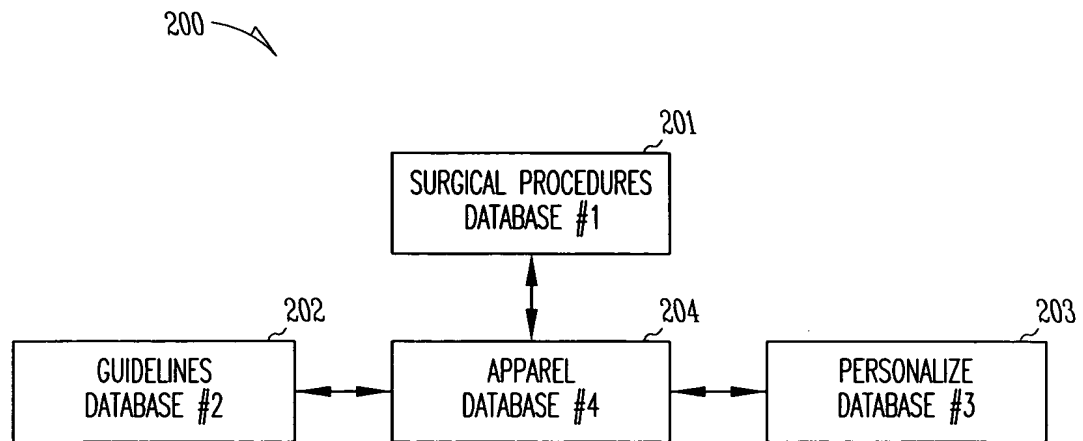 200
201
SURGICAL PROCEDURES
DATABASE #1
202
204
203
GUIDELINES
DATABASE #2
APPAREL
DATABASE #4
PERSONALIZE
DATABASE #3